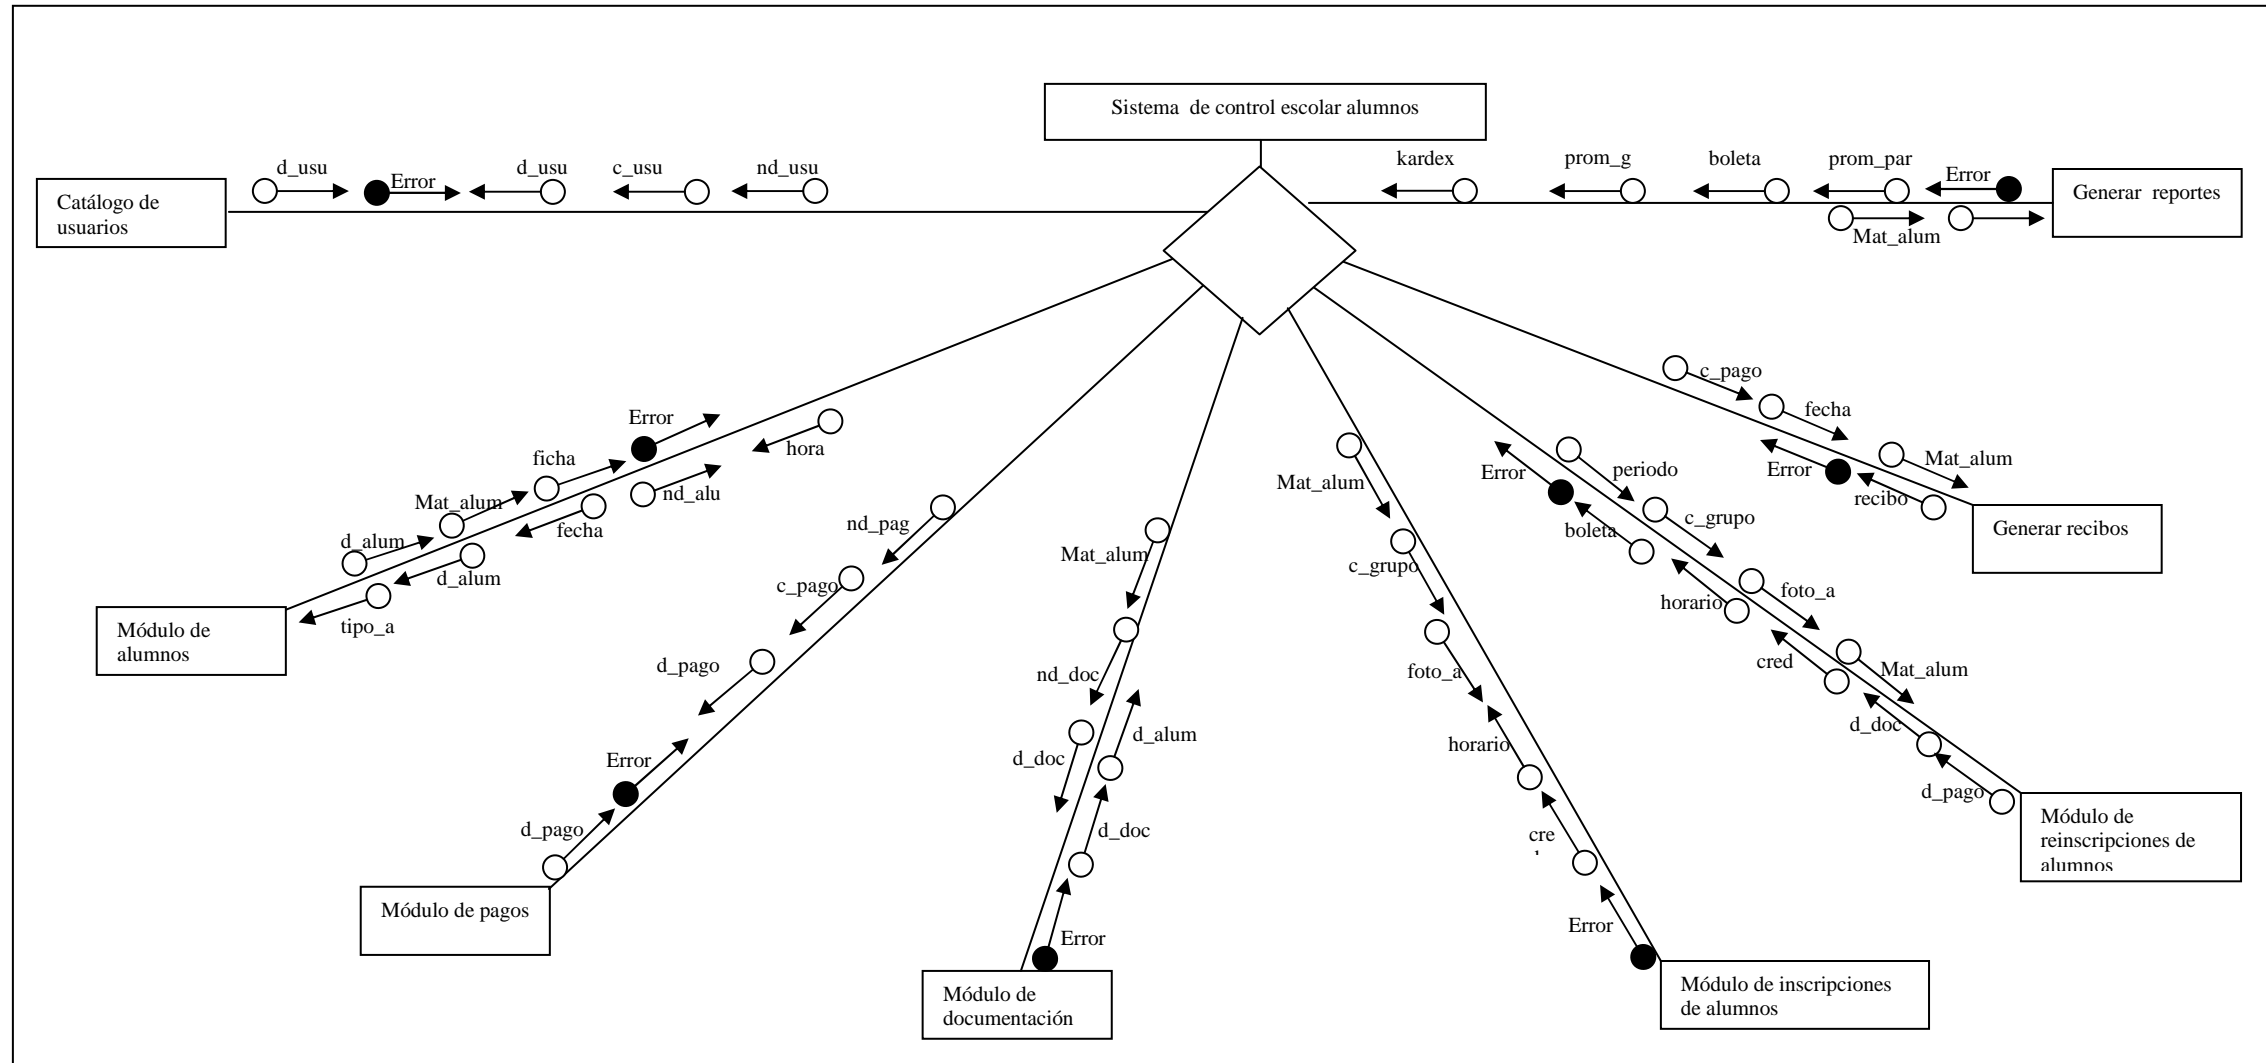 Sistema de control escolar alumnos
d_usu
Error
d_usu
c_usu
nd_usu
kardex
prom_g
boleta
prom_par
Error
Catálogo de
usuarios
Generar reportes
Mat_alum
c_pago
fecha
Mat_alum
Error
recibo
Generar recibos
Error
hora
ficha
nd_alu
Mat_alum
fecha
d_alum
d_alum
tipo_a
Módulo de
alumnos
nd_pag
c_pago
d_pago
Error
d_pago
Módulo de pagos
Mat_alum
nd_doc
d_alum
d_doc
d_doc
Error
Módulo de
documentación
Mat_alum
c_grupo
foto_a
horario
cre
Error
Módulo de inscripciones
de alumnos
periodo
Error
c_grupo
boleta
foto_a
horario
cred
Mat_alum
d_doc
d_pago
Módulo de
reinscripciones de
alumnos